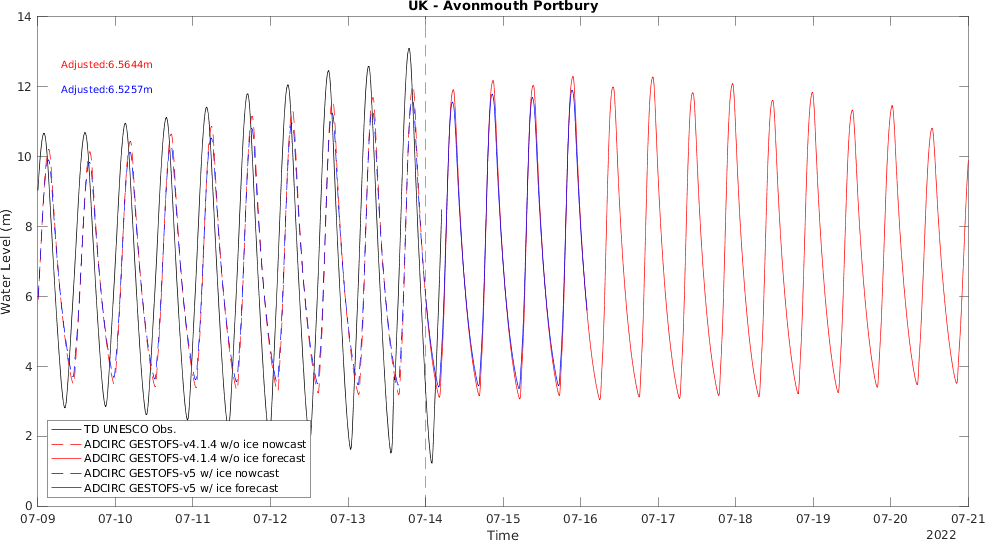 UK - Avonmouth Portbury
14
12
10
8
6
4
2
0
Water Level (m)
Adjusted:6.5644m
Adjusted:6.5257m
TD UNESCO Obs.
ADCIRC GESTOFS-v4.1.4 w/o ice nowcast
ADCIRC GESTOFS-v4.1.4 w/o ice forecast
ADCIRC GESTOFS-v5 w/ ice nowcast
ADCIRC GESTOFS-v5 w/ ice forecast
07-09 07-10 07-11 07-12 07-13 07-14 07-15 07-16 07-17 07-18 07-19 07-20 07-21
Time
2022